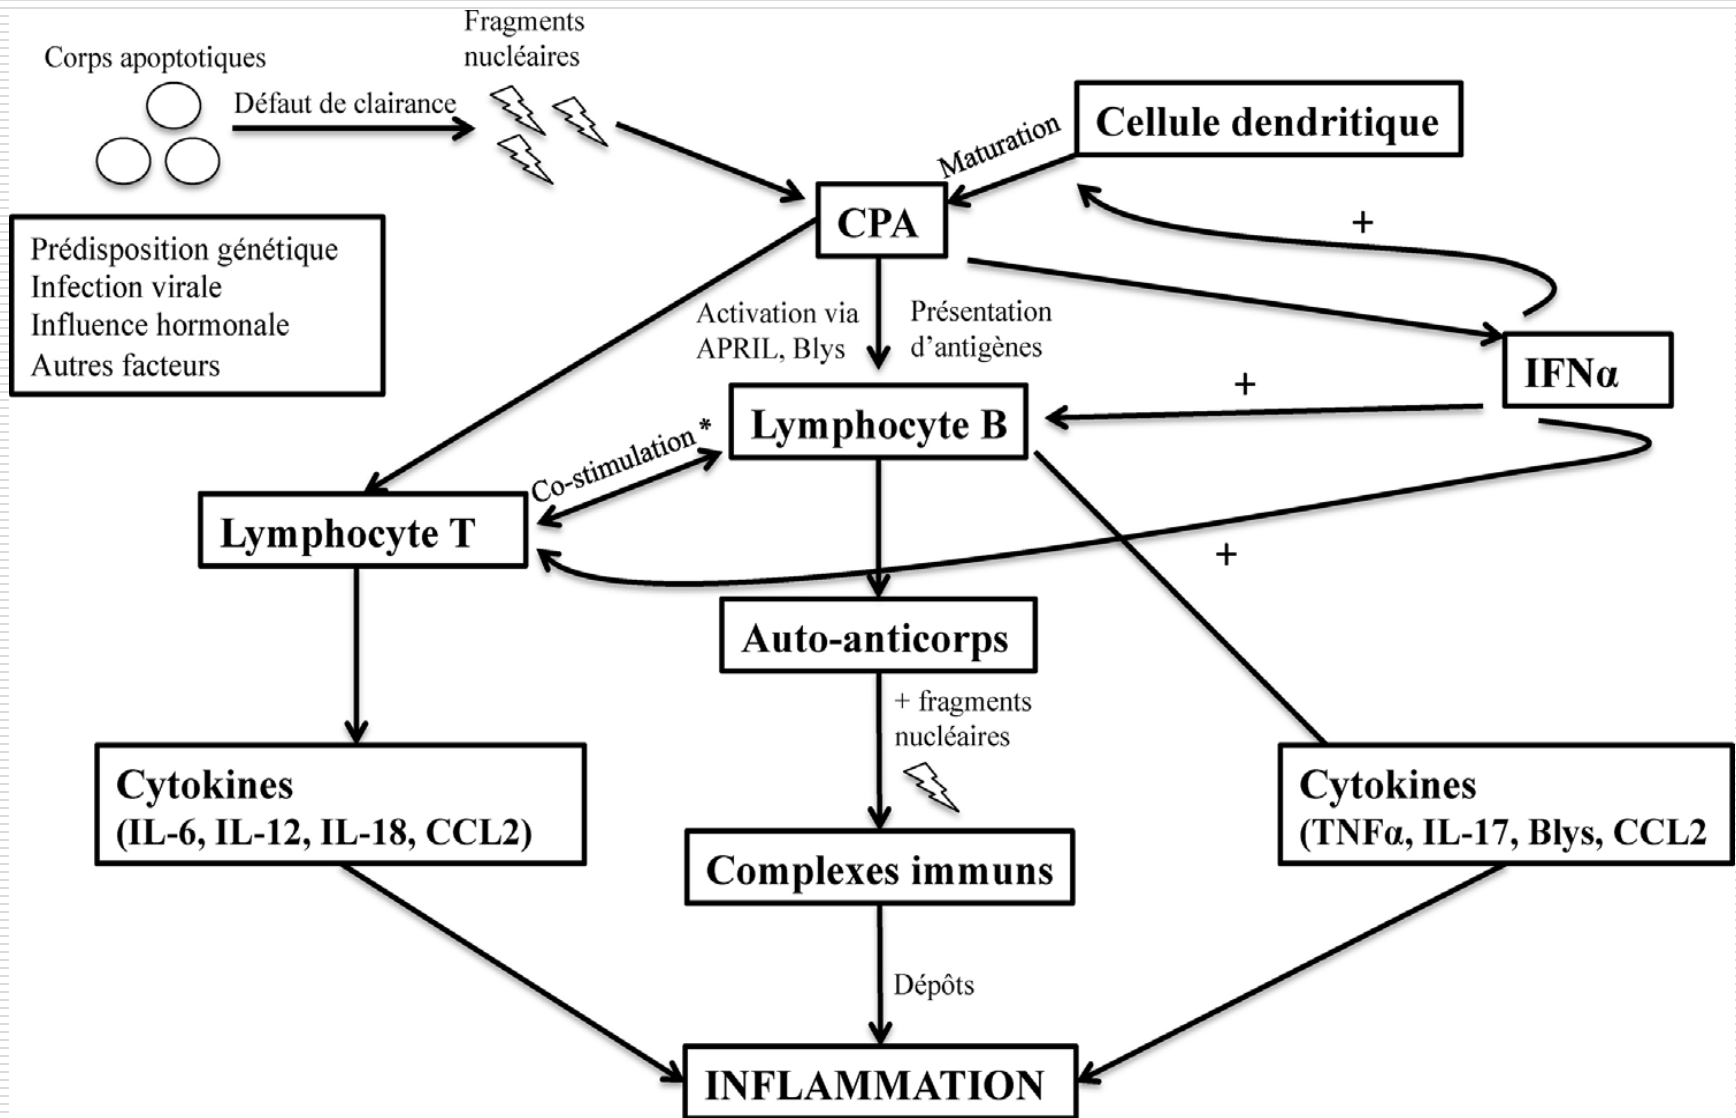 Fragments
nucléaires
Corps apoptotiques
Défaut de clairance
Cellule dendritique
Maturation
CPA
+
Prédisposition génétique
Infection virale
Influence hormonale
Autres facteurs
Activation via
APRIL, Blys
Présentation
d’antigènes
IFNα
+
Lymphocyte B
Co-stimulation *
Lymphocyte T
+
Auto-anticorps
+ fragments
nucléaires
Cytokines
(IL-6, IL-12, IL-18, CCL2)
Cytokines
(TNFα, IL-17, Blys, CCL2
Complexes immuns
Dépôts
INFLAMMATION